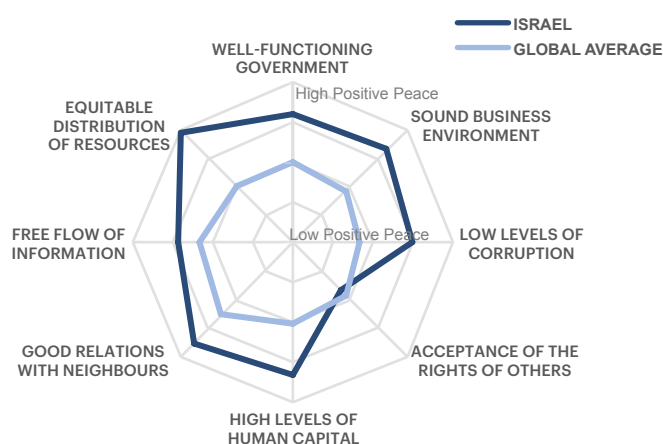 ISRAEL
GLOBAL AVERAGE
WELL-FUNCTIONING
GOVERNMENT
High Positive Peace
SOUND BUSINESS
ENVIRONMENT
EQUITABLE
DISTRIBUTION
OF RESOURCES
FREE FLOW OF
INFORMATION
Low Positive Peace
LOW LEVELS OF
CORRUPTION
GOOD RELATIONS
WITH NEIGHBOURS
ACCEPTANCE OF THE
RIGHTS OF OTHERS
HIGH LEVELS OF
HUMAN CAPITAL